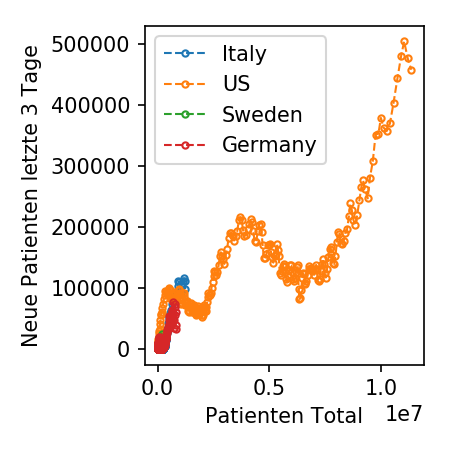 Neue Patienten letzte 3 Tage
500000
400000
300000
200000
100000
0
Italy
US
Sweden
Germany
0.0
0.5
1.0
1e7
Patienten Total